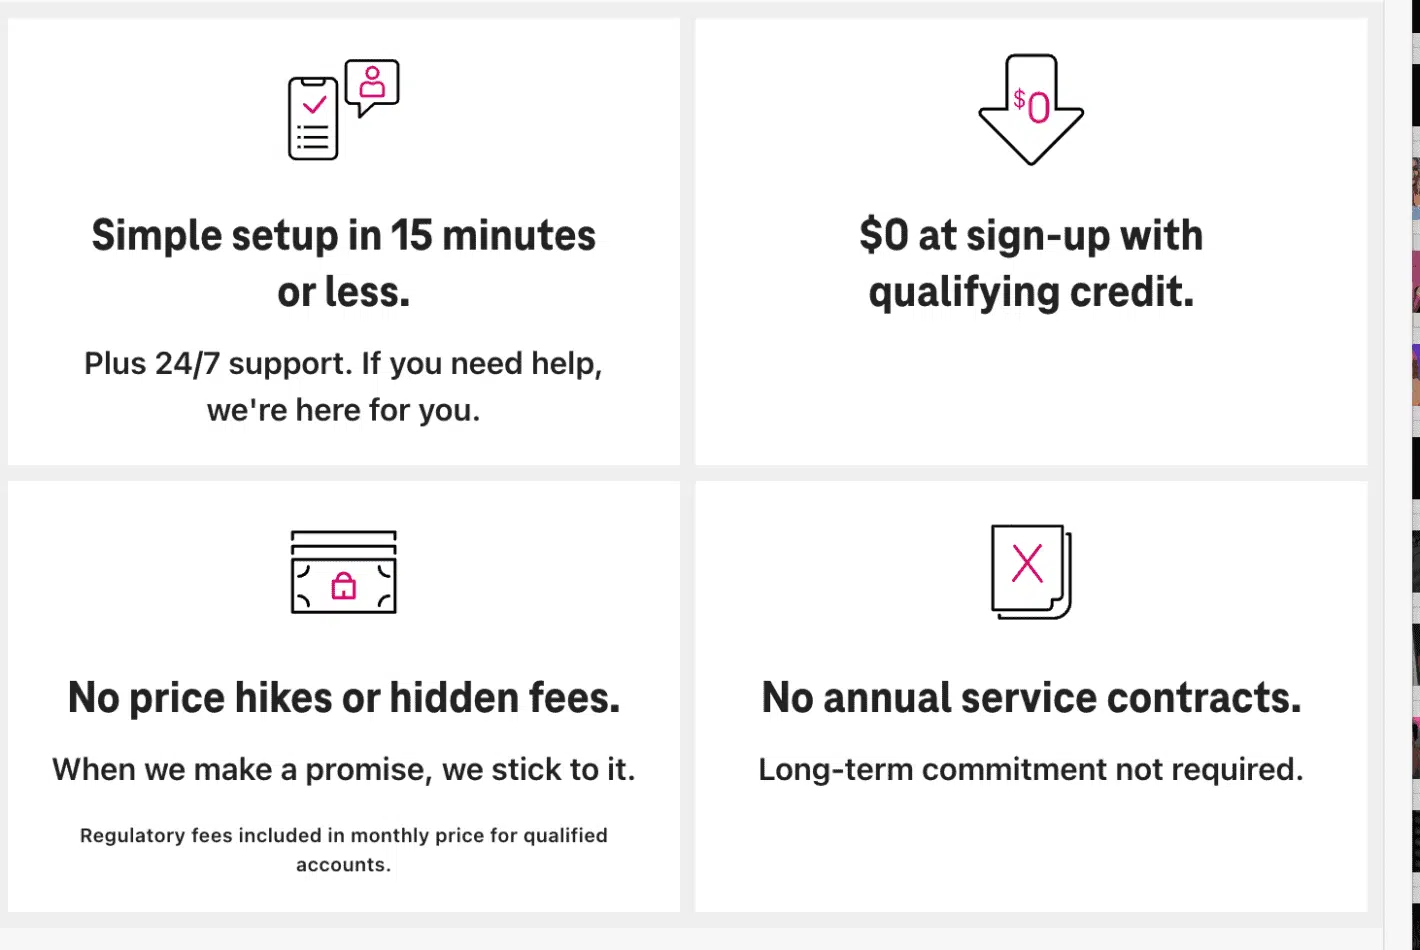 $0
Simple setup in 15 minutes
or less.
Plus 24/7 support. If you need help,
we're here for you.
$0 at sign-up with
qualifying credit.
No price hikes or hidden fees.
When we make a promise, we stick to it.
Regulatory fees included in monthly price for qualified
accounts.
No annual service contracts.
Long-term commitment not required.